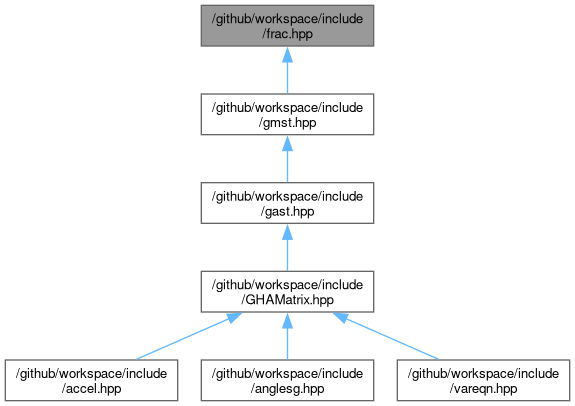 /github/workspace/include
/frac.hpp
/github/workspace/include
/gmst.hpp
/github/workspace/include
/gast.hpp
/github/workspace/include
/GHAMatrix.hpp
/github/workspace/include
/accel.hpp
/github/workspace/include
/anglesg.hpp
/github/workspace/include
/vareqn.hpp